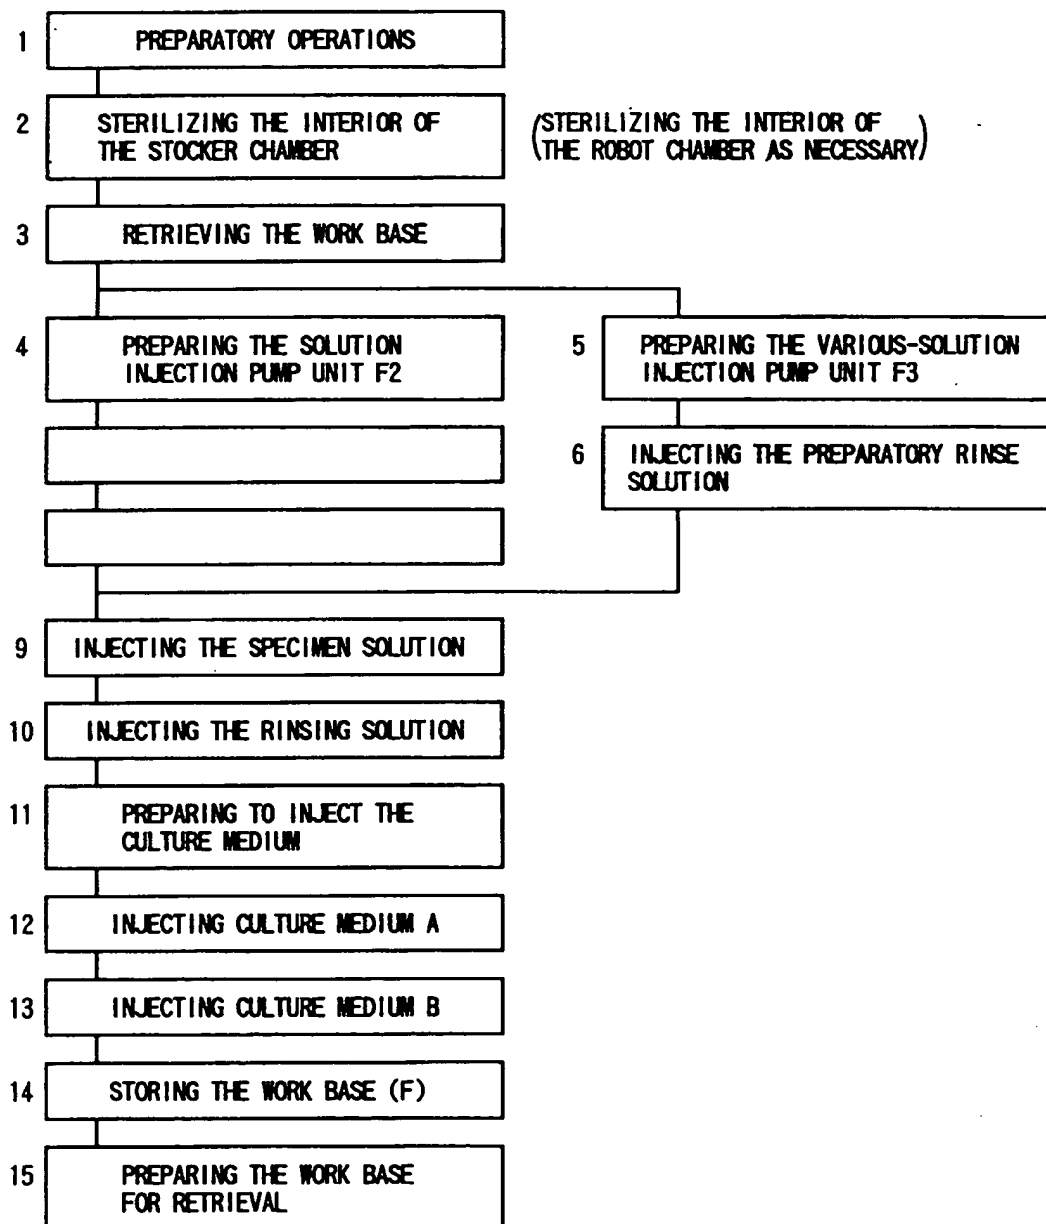 1 PREPARATORY OPERATIONS
2 STERILIZING THE INTERIOR OF
THE STOCKER CHAMBER
(STERILIZING THE INTERIOR OF
THE ROBOT CHAMBER AS NECESSARY)
3 RETRIEVING THE WORK BASE
4 PREPARING THE SOLUTION
INJECTION PUMP UNIT F2
5 PREPARING THE VARIOUS-SOLUTION
INJECTION PUMP UNIT F3
6 INJECTING THE PREPARATORY RINSE
SOLUTION
9 INJECTING THE SPECIMEN SOLUTION
10 INJECTING THE RINSING SOLUTION
11 PREPARING TO INJECT THE
CULTURE MEDIUM
12 INJECTING CULTURE MEDIUM A
13 INJECTING CULTURE MEDIUM B
14 STORING THE WORK BASE (F)
15 PREPARING THE WORK BASE
FOR RETRIEVAL